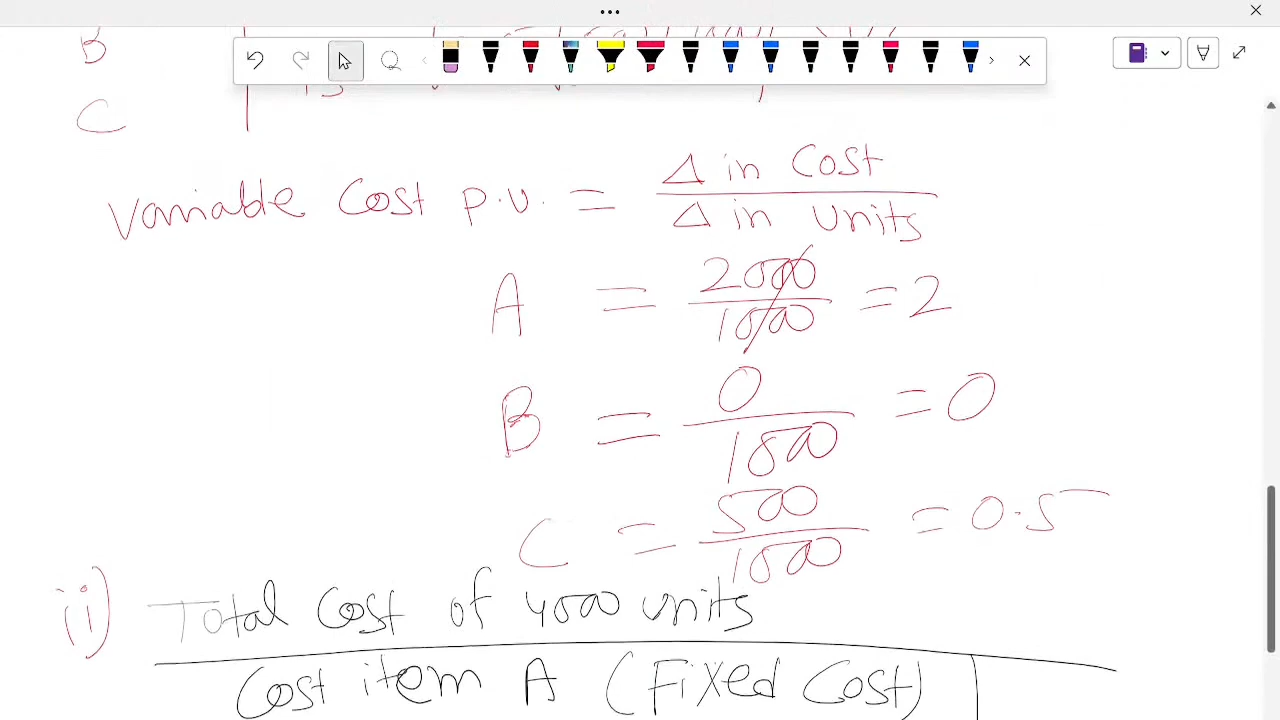 B
C
Variable Cost p.u. = Δ in Cost / Δ in units
A = 2000 / 1000 = 2
B = 0 / 1000 = 0
C = 500 / 1000 = 0.5
ii) Total Cost of 4000 units
Cost item A (Fixed Cost)